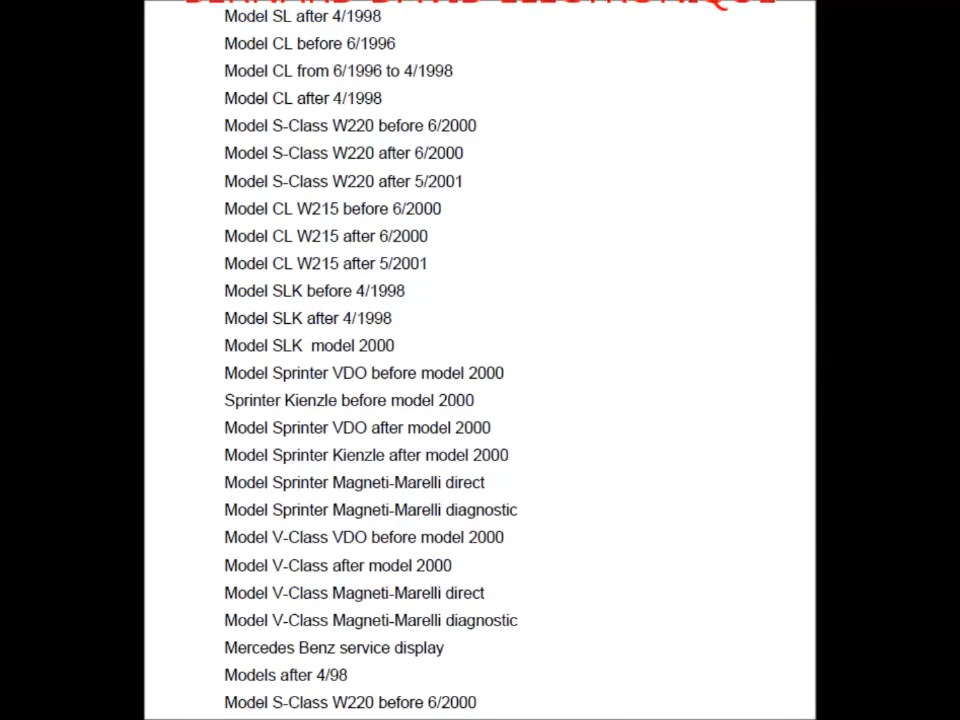 BERNARD DAVID ELECTRONIQUE
Model SL after 4/1998
Model CL before 6/1996
Model CL from 6/1996 to 4/1998
Model CL after 4/1998
Model S-Class W220 before 6/2000
Model S-Class W220 after 6/2000
Model S-Class W220 after 5/2001
Model CL W215 before 6/2000
Model CL W215 after 6/2000
Model CL W215 after 5/2001
Model SLK before 4/1998
Model SLK after 4/1998
Model SLK  model 2000
Model Sprinter VDO before model 2000
Sprinter Kienzle before model 2000
Model Sprinter VDO after model 2000
Model Sprinter Kienzle after model 2000
Model Sprinter Magneti-Marelli direct
Model Sprinter Magneti-Marelli diagnostic
Model V-Class VDO before model 2000
Model V-Class after model 2000
Model V-Class Magneti-Marelli direct
Model V-Class Magneti-Marelli diagnostic
Mercedes Benz service display
Models after 4/98
Model S-Class W220 before 6/2000